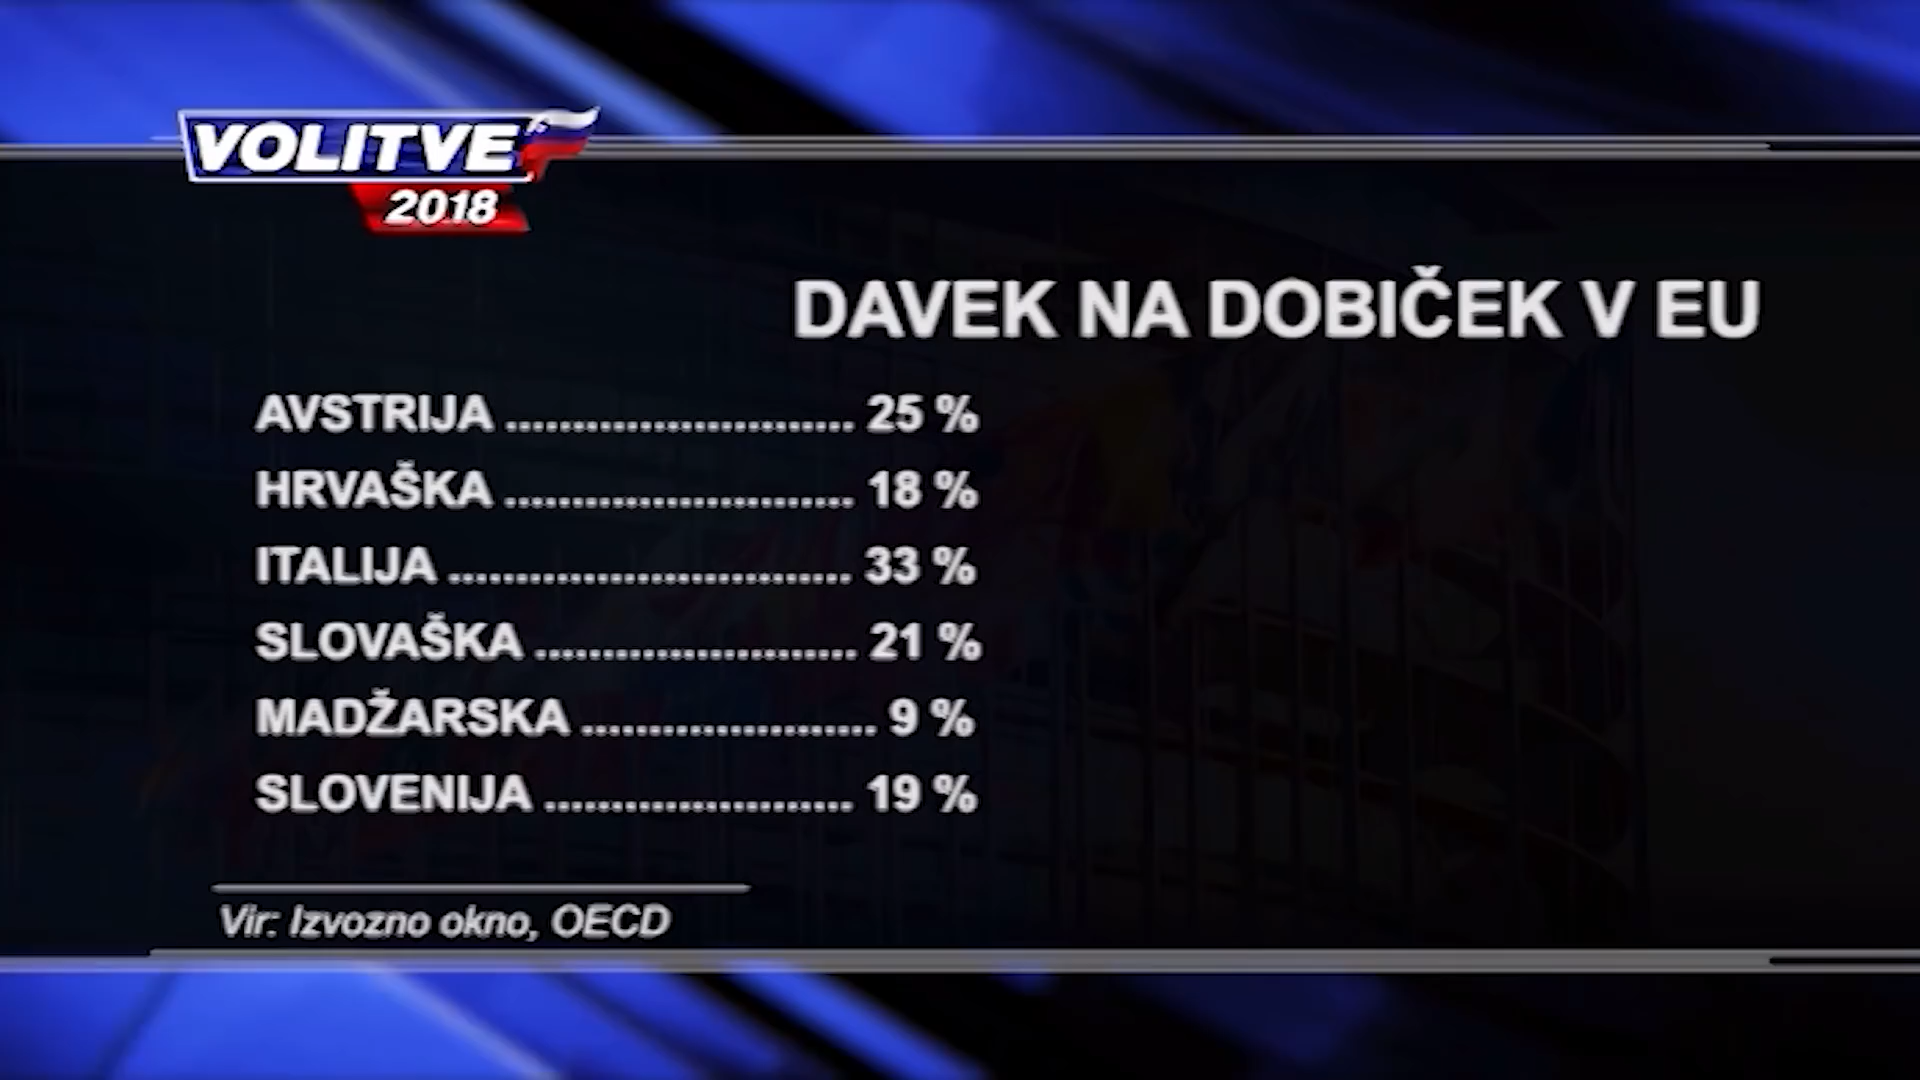 VOLITVE
2018
DAVEK NA DOBIČEK V EU
AVSTRIJA .......................... 25 %
HRVAŠKA .......................... 18 %
ITALIJA .............................. 33 %
SLOVAŠKA ........................ 21 %
MADŽARSKA ...................... 9 %
SLOVENIJA ....................... 19 %
Vir: Izvozno okno, OECD